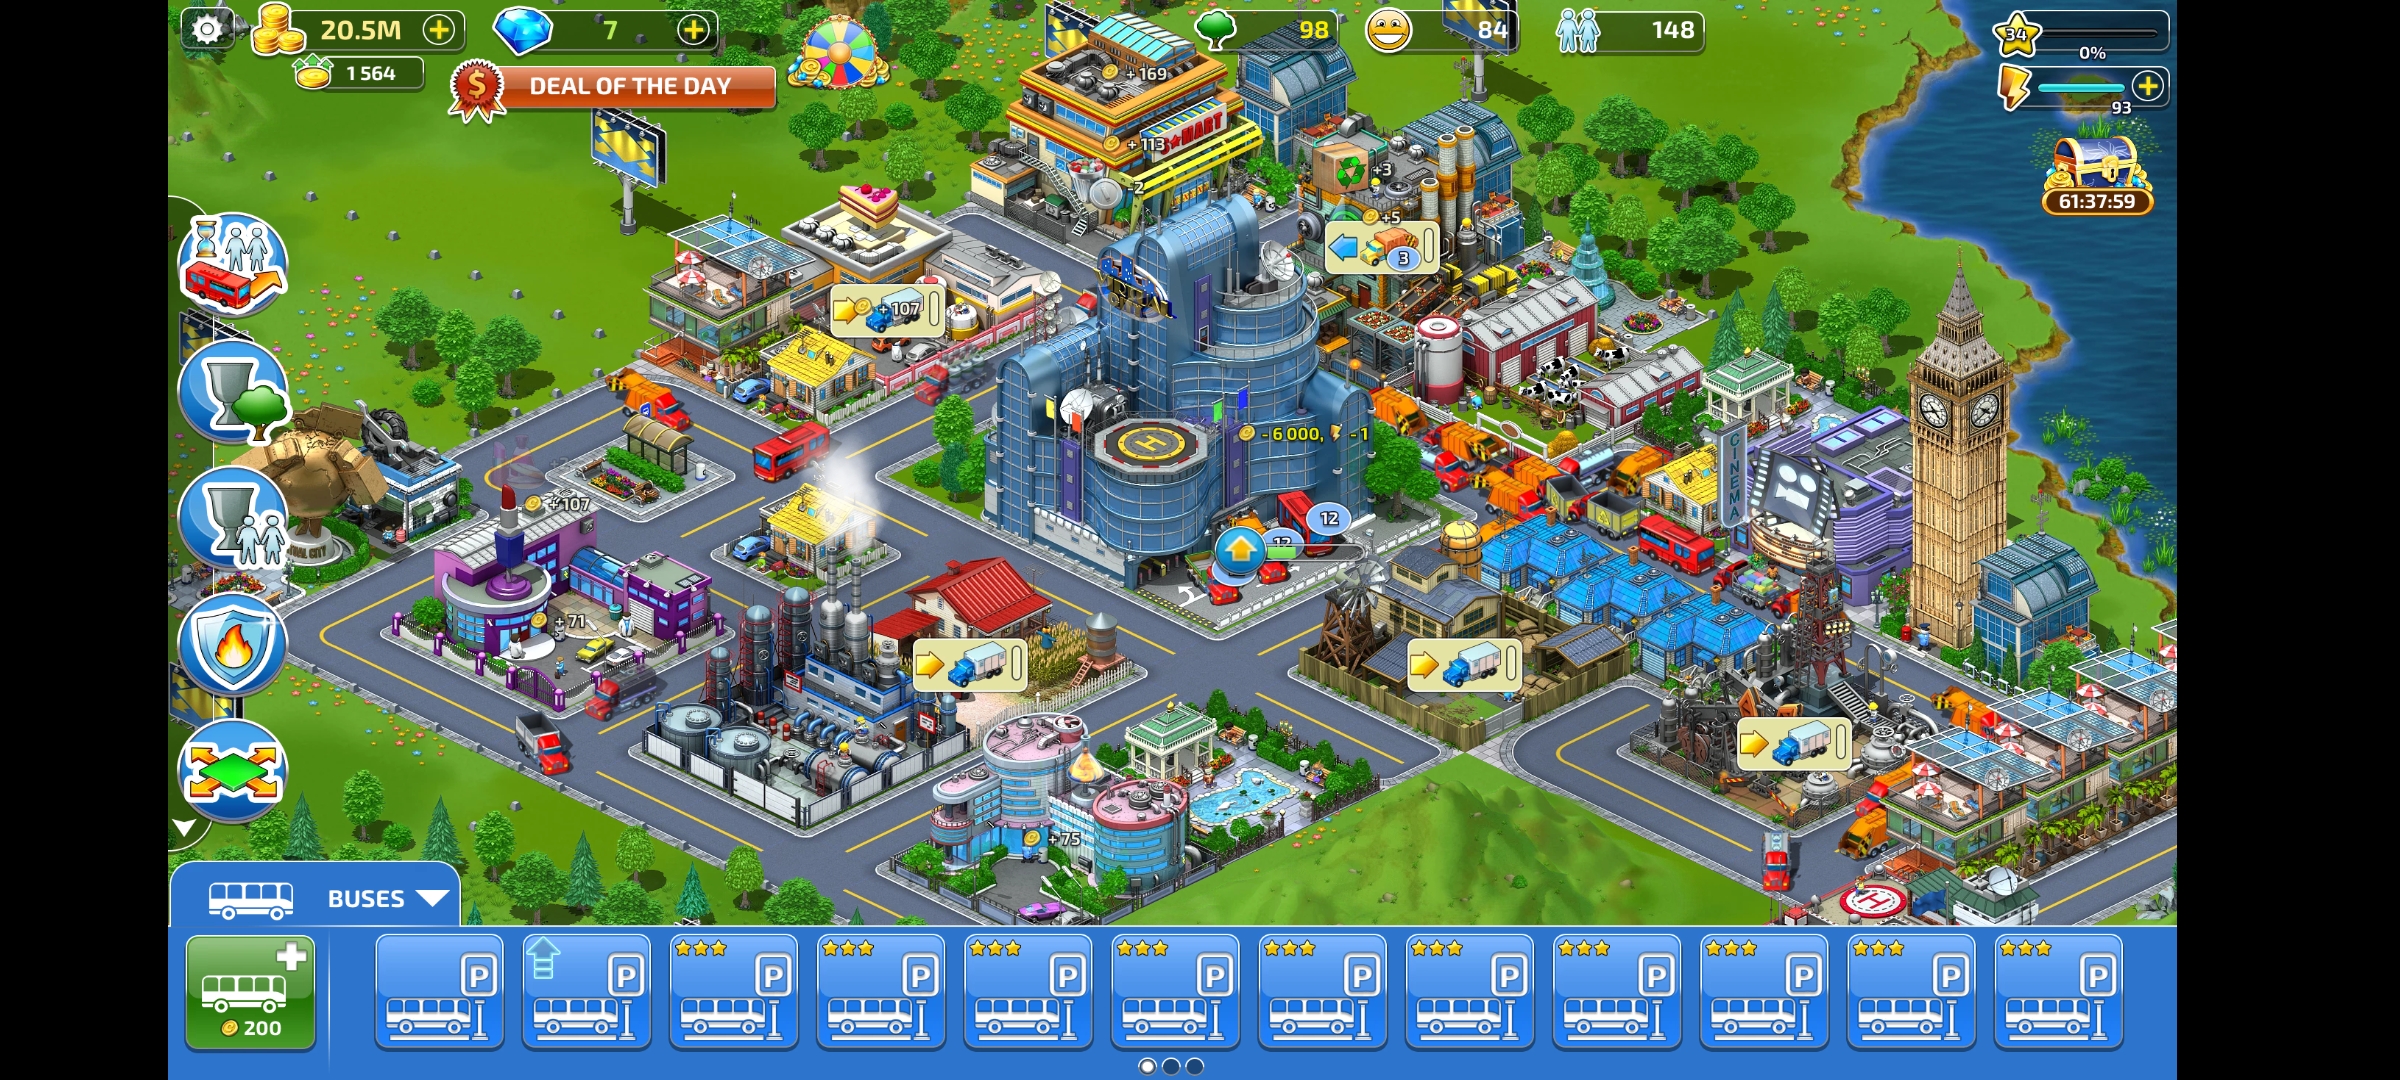 20.5M
7
98
84
148
34
0%
1 564
DEAL OF THE DAY
93
61:37:59
+169
+113
MART
-2
+3
+5
3
+107
-6 000, -1
CINEMA
+107
12
+71
+75
BUSES
200
P
P
P
P
P
P
P
P
P
P
P
P
H
H